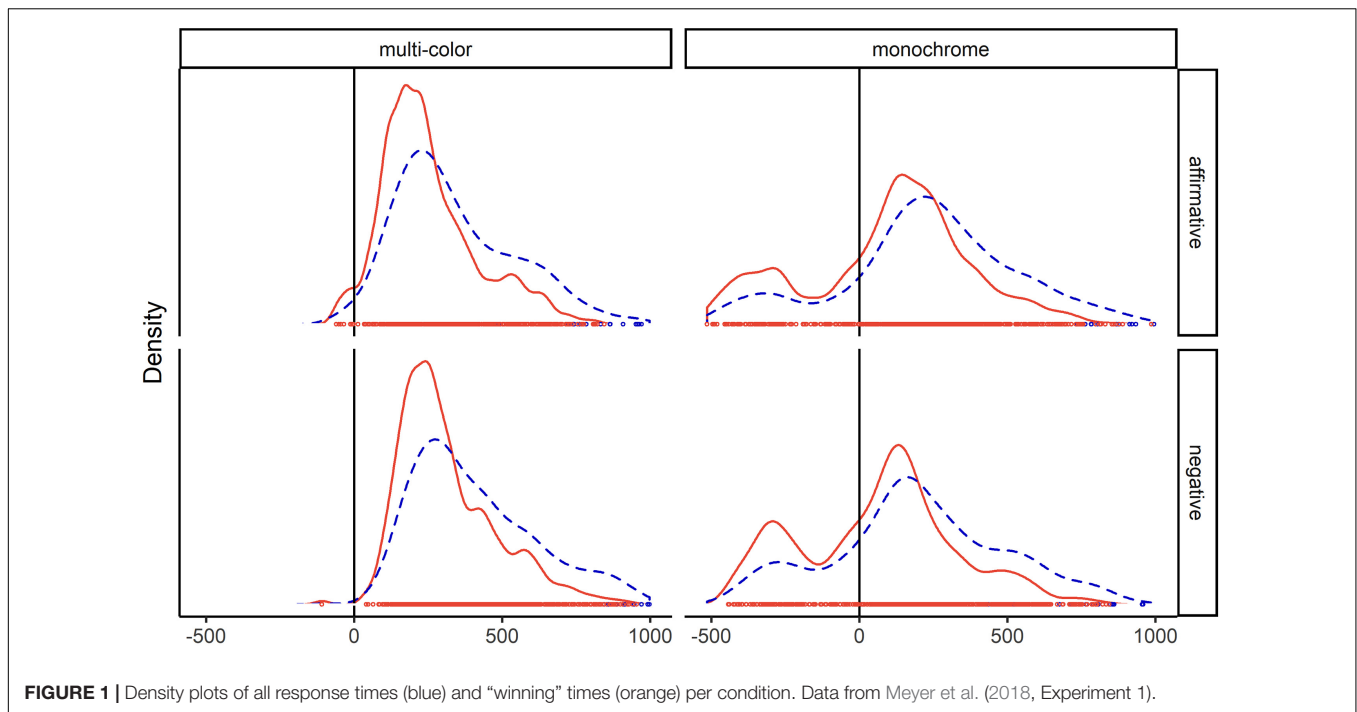 multi-color
monochrome
affirmative
negative
Density
-500 0 500 1000 -500 0 500 1000
FIGURE 1 | Density plots of all response times (blue) and “winning” times (orange) per condition. Data from Meyer et al. (2018, Experiment 1).